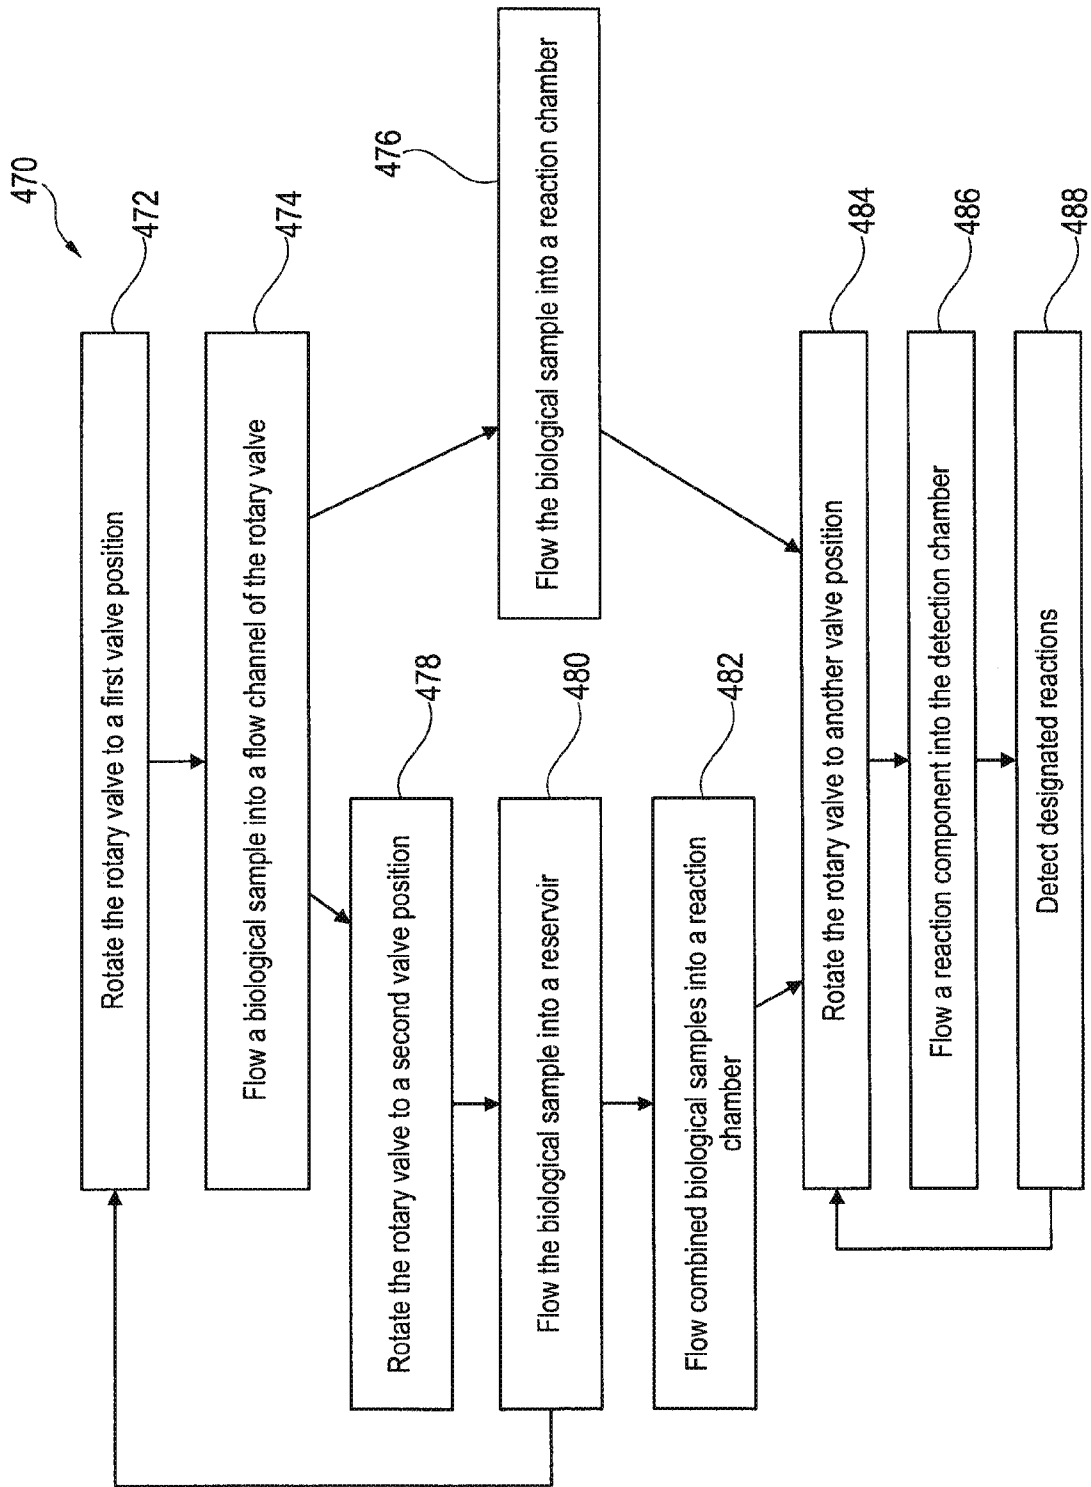 470
Rotate the rotary valve to a first valve position
472
Flow a biological sample into a flow channel of the rotary valve
474
Flow the biological sample into a reaction chamber
476
Rotate the rotary valve to a second valve position
478
Flow the biological sample into a reservoir
480
Flow combined biological samples into a reaction
chamber
482
Rotate the rotary valve to another valve position
484
Flow a reaction component into the detection chamber
486
Detect designated reactions
488